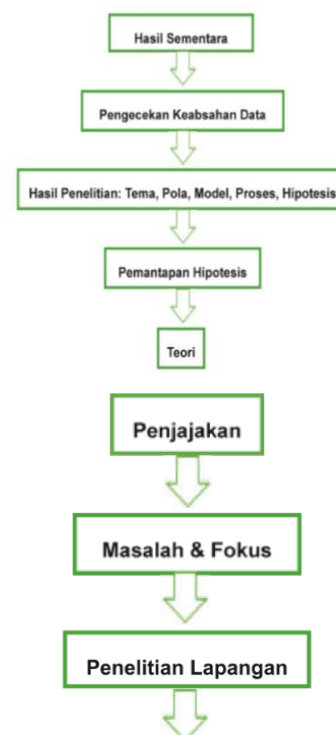 Hasil Sementara
Pengecekan Keabsahan Data
Hasil Penelitian: Tema, Pola, Model, Proses, Hipotesis
Pemantapan Hipotesis
Teori
Penjajakan
Masalah & Fokus
Penelitian Lapangan